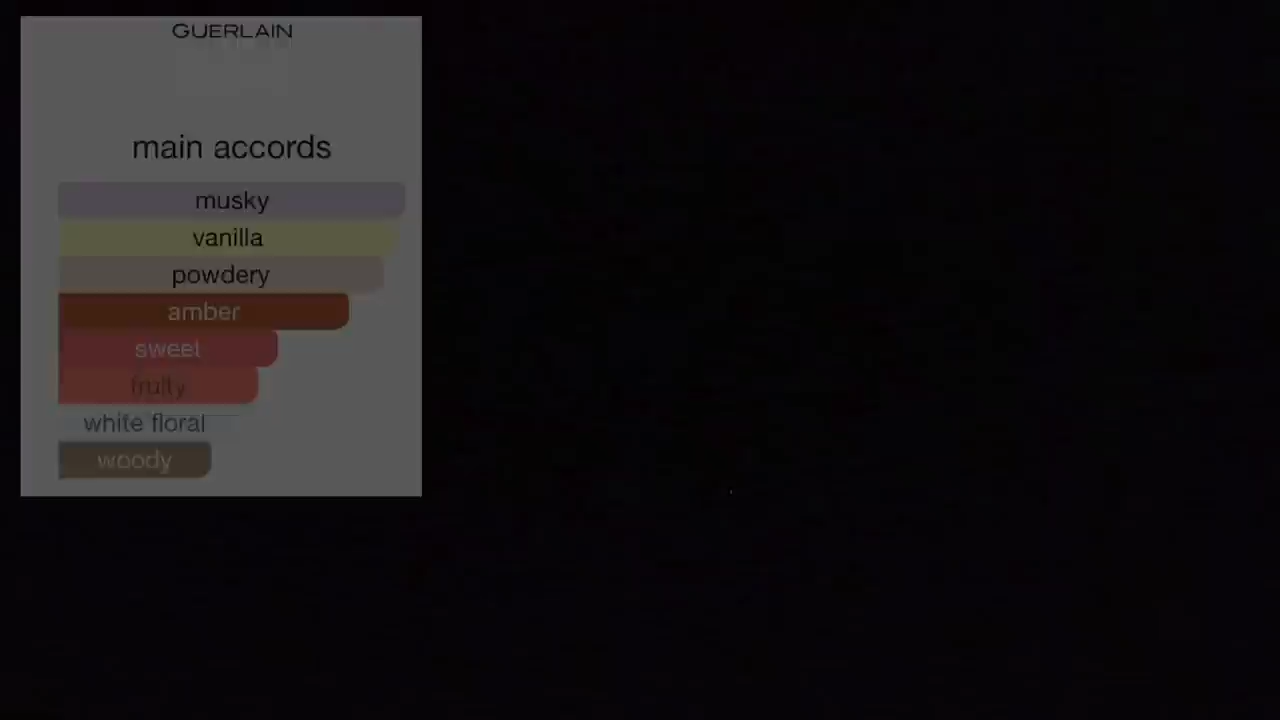 GUERLAIN
main accords
musky
vanilla
powdery
amber
sweet
fruity
white floral
woody